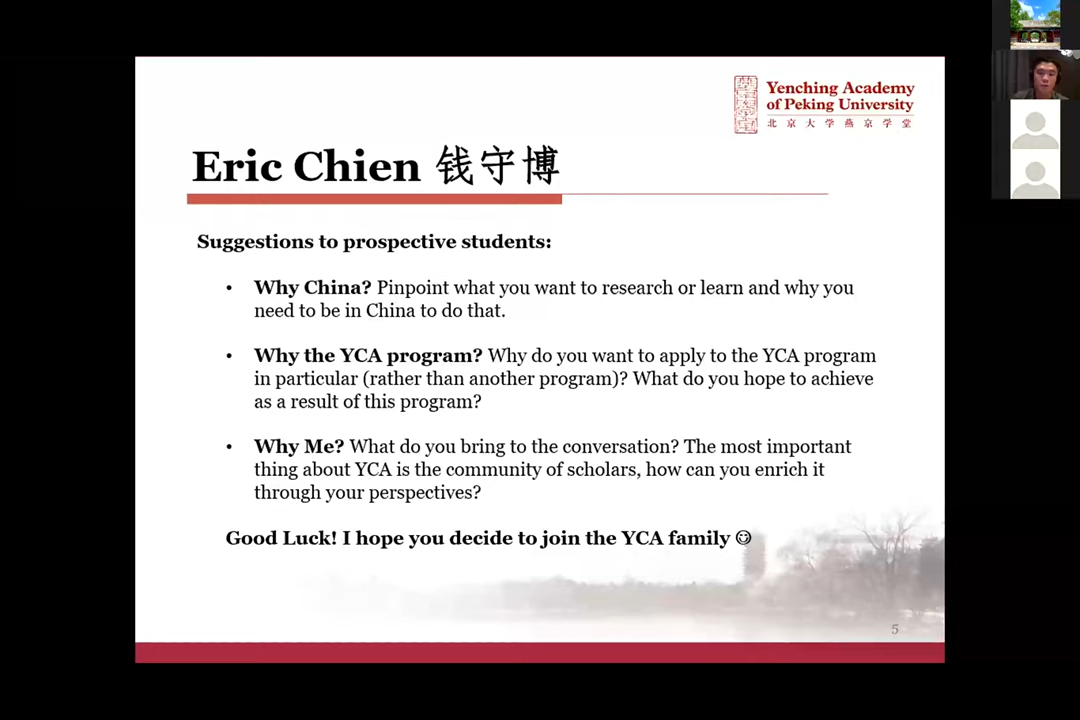 Yenching Academy
of Peking University
北京大学燕京学堂
Eric Chien 钱守博
Suggestions to prospective students:
• Why China? Pinpoint what you want to research or learn and why you
need to be in China to do that.
• Why the YCA program? Why do you want to apply to the YCA program
in particular (rather than another program)? What do you hope to achieve
as a result of this program?
• Why Me? What do you bring to the conversation? The most important
thing about YCA is the community of scholars, how can you enrich it
through your perspectives?
Good Luck! I hope you decide to join the YCA family ☺
5